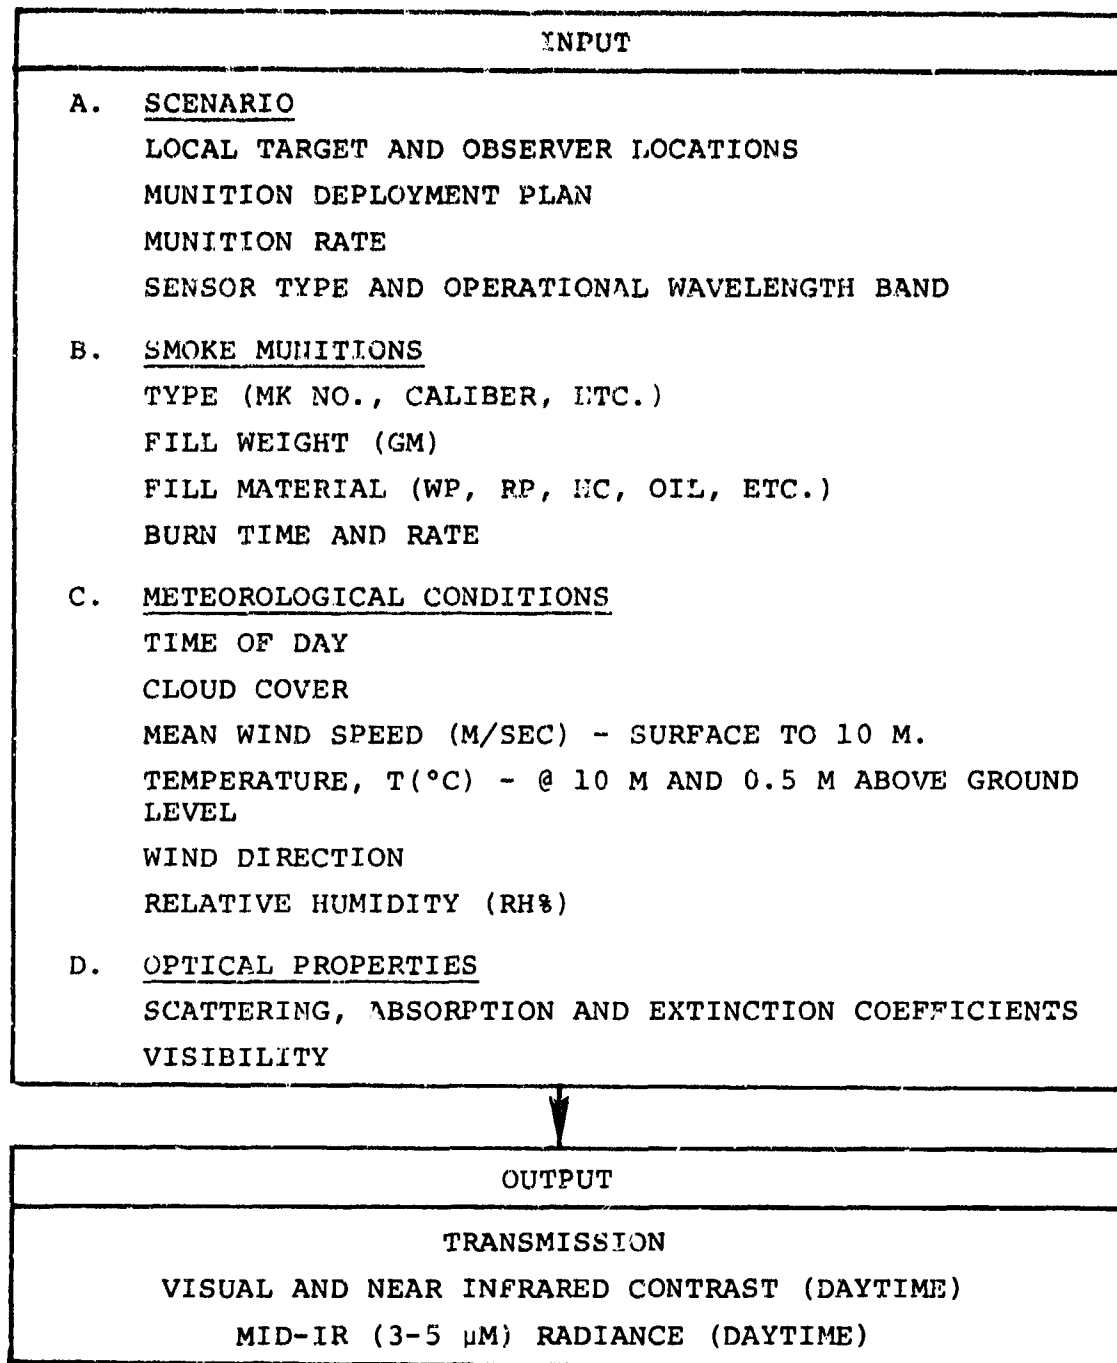 INPUT
A. SCENARIO
LOCAL TARGET AND OBSERVER LOCATIONS
MUNITION DEPLOYMENT PLAN
MUNITION RATE
SENSOR TYPE AND OPERATIONAL WAVELENGTH BAND
B. SMOKE MUNITIONS
TYPE (MK NO., CALIBER, ETC.)
FILL WEIGHT (GM)
FILL MATERIAL (WP, RP, HC, OIL, ETC.)
BURN TIME AND RATE
C. METEOROLOGICAL CONDITIONS
TIME OF DAY
CLOUD COVER
MEAN WIND SPEED (M/SEC) - SURFACE TO 10 M.
TEMPERATURE, T(°C) - @ 10 M AND 0.5 M ABOVE GROUND
LEVEL
WIND DIRECTION
RELATIVE HUMIDITY (RH%)
D. OPTICAL PROPERTIES
SCATTERING, ABSORPTION AND EXTINCTION COEFFICIENTS
VISIBILITY
OUTPUT
TRANSMISSION
VISUAL AND NEAR INFRARED CONTRAST (DAYTIME)
MID-IR (3-5 µM) RADIANCE (DAYTIME)